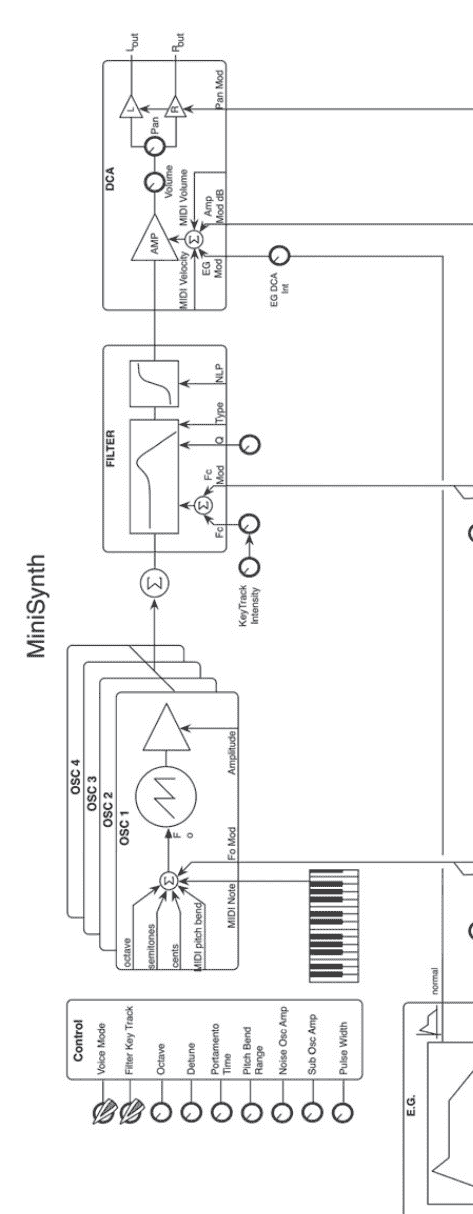 MiniSynth
Control
Voice Mode
Filter Key Track
Octave
Detune
Portamento
Time
Pitch Bend
Range
Noise Osc Amp
Sub Osc Amp
Pulse Width
OSC 4
OSC 3
OSC 2
OSC 1
octave
semitones
cents
MIDI pitch bend
Σ
F
o
MIDI Note
Fo Mod
Amplitude
Σ
FILTER
Fc
Σ
Fc
Mod
Q
Type
NLP
KeyTrack
Intensity
DCA
AMP
MIDI Velocity
EG
Mod
Σ
MIDI Volume
Amp
Mod dB
Volume
Pan
L
R
Pan Mod
Lout
Rout
EG DCA
Int
E.G.
normal